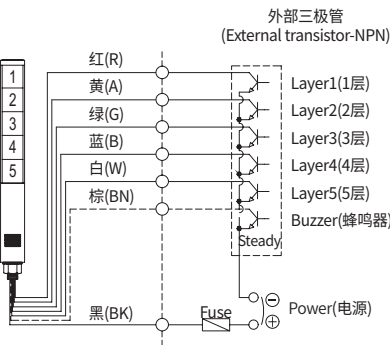 外部三极管
(External transistor-NPN)
红(R)
黄(A)
绿(G)
蓝(B)
白(W)
棕(BN)
黑(BK)
1
2
3
4
5
Layer1(1层)
Layer2(2层)
Layer3(3层)
Layer4(4层)
Layer5(5层)
Buzzer(蜂鸣器)
Steady
Fuse
Power(电源)